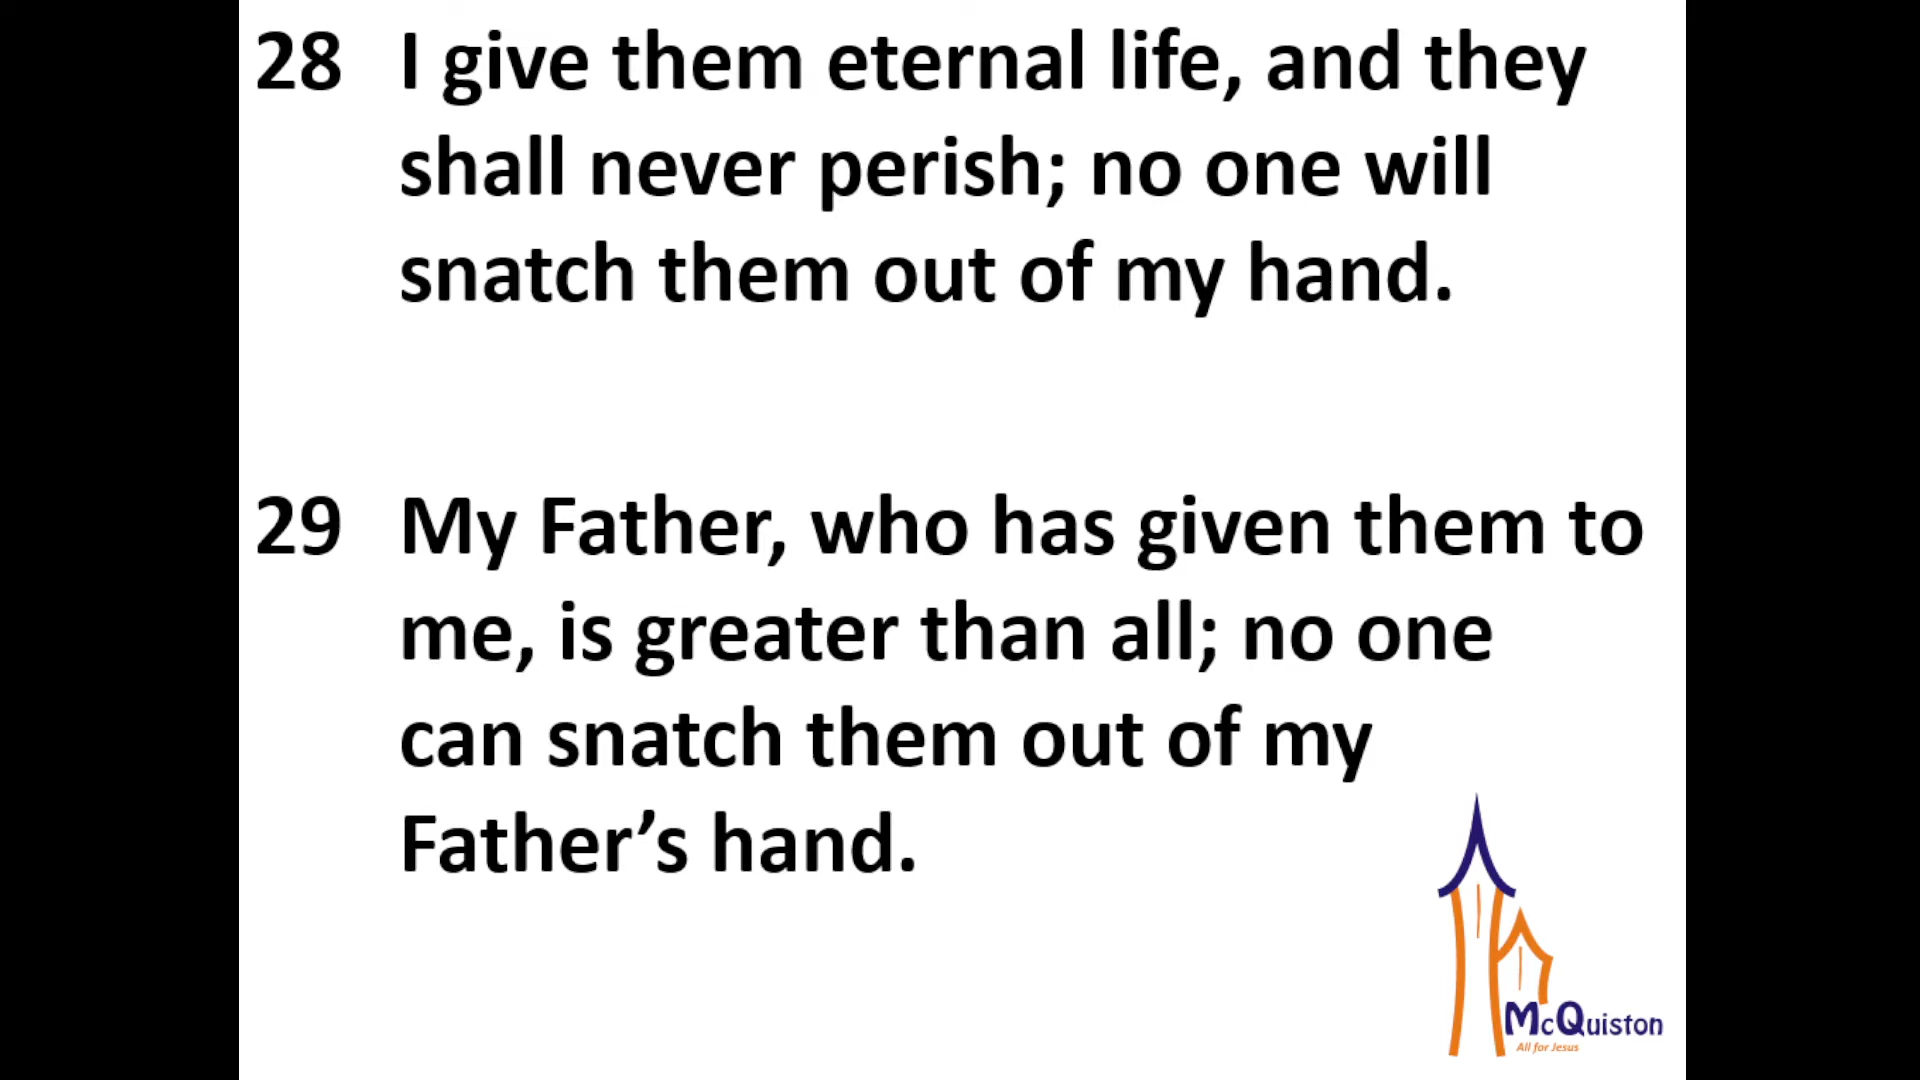 28 I give them eternal life, and they
shall never perish; no one will
snatch them out of my hand.
29 My Father, who has given them to
me, is greater than all; no one
can snatch them out of my
Father’s hand.
McQuiston
All for Jesus